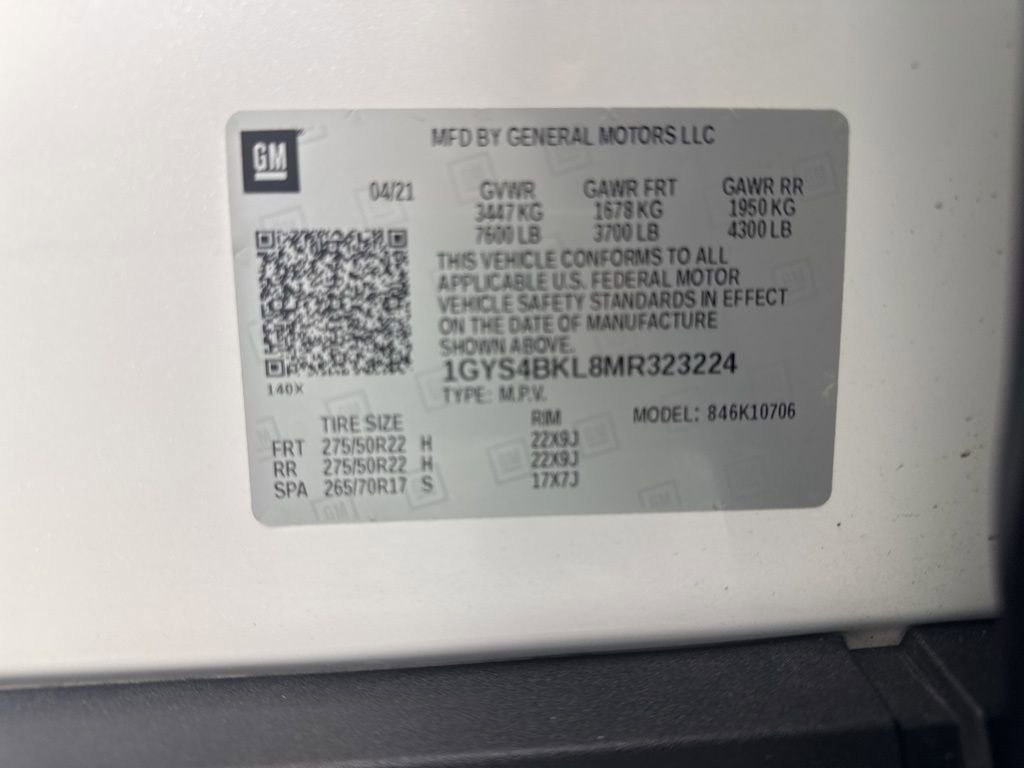 GM
MFD BY GENERAL MOTORS LLC
04/21 GVWR GAWR FRT GAWR RR
3447 KG 1678 KG 1950 KG
7600 LB 3700 LB 4300 LB
THIS VEHICLE CONFORMS TO ALL
APPLICABLE U.S. FEDERAL MOTOR
VEHICLE SAFETY STANDARDS IN EFFECT
ON THE DATE OF MANUFACTURE
SHOWN ABOVE.
1GYS4BKL8MR323224
140X
TYPE: M.P.V. MODEL: 846K10706
TIRE SIZE RIM
FRT 275/50R22 H 22X9J
RR 275/50R22 H 22X9J
SPA 265/70R17 S 17X7J